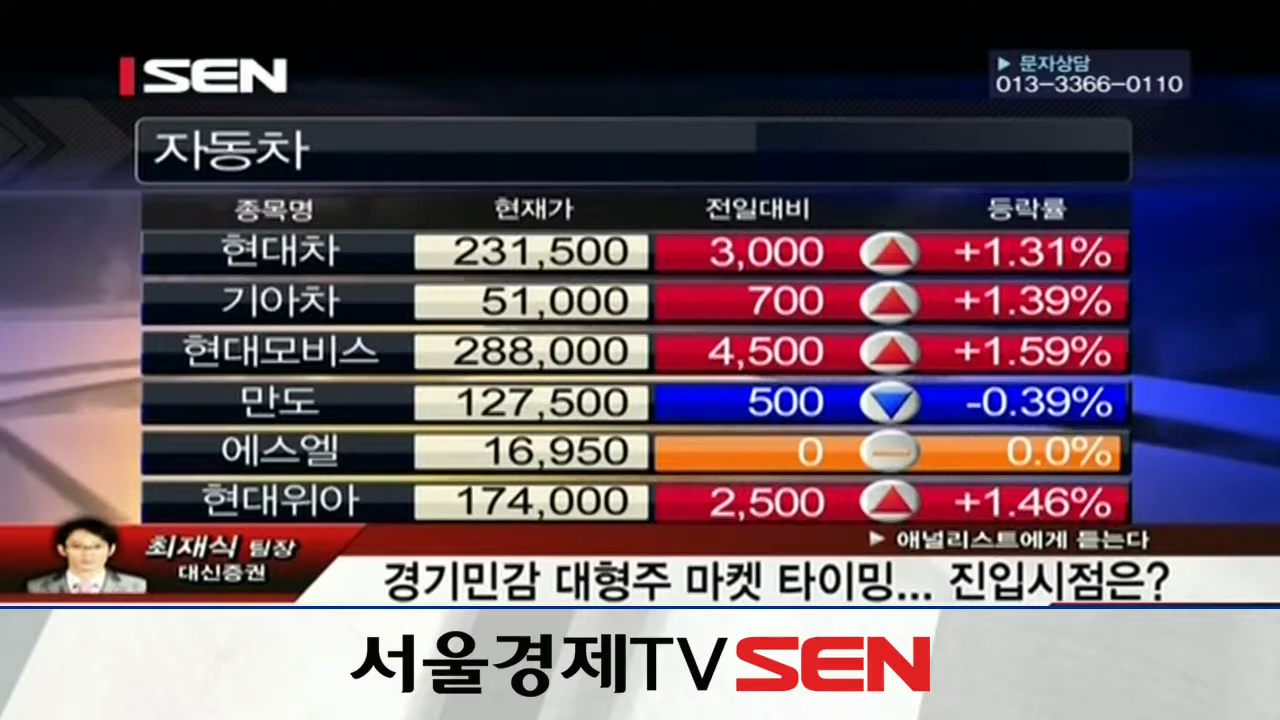 SEN
▶ 문자상담
013-3366-0110
자동차
종목명 현재가 전일대비 등락률
현대차 231,500 3,000 ▲ +1.31%
기아차 51,000 700 ▲ +1.39%
현대모비스 288,000 4,500 ▲ +1.59%
만도 127,500 500 ▼ -0.39%
에스엘 16,950 0 — 0.0%
현대위아 174,000 2,500 ▲ +1.46%
최재식 팀장
대신증권
▶ 애널리스트에게 듣는다
경기민감 대형주 마켓 타이밍... 진입시점은?
서울경제TV SEN